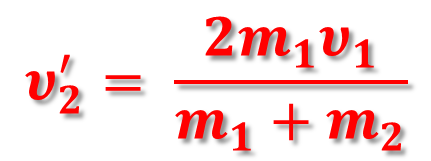 υ′₂ = 2m₁υ₁ / (m₁ + m₂)